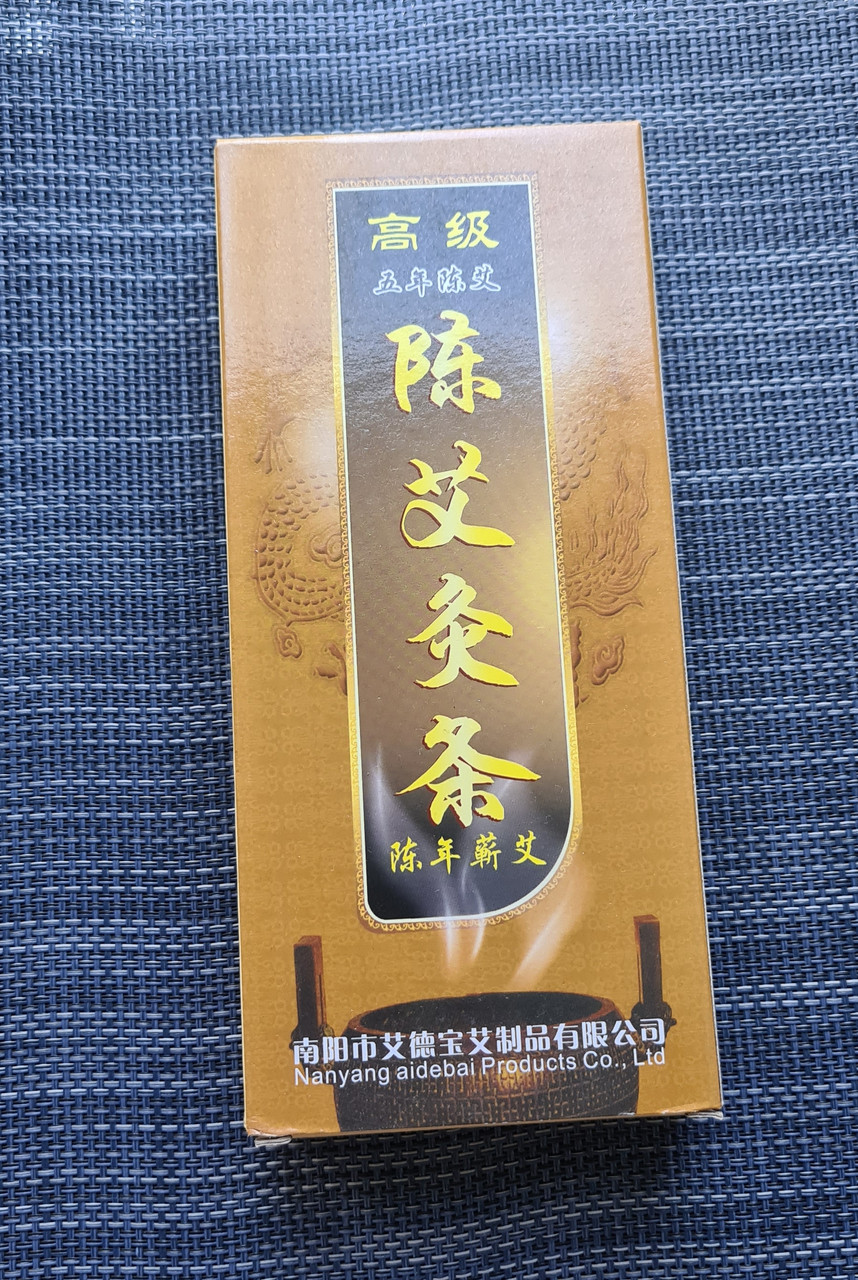 高级
五年陈艾
陈艾灸条
陈年蕲艾
南阳市艾德宝艾制品有限公司
Nanyang aidebai Products Co., Ltd